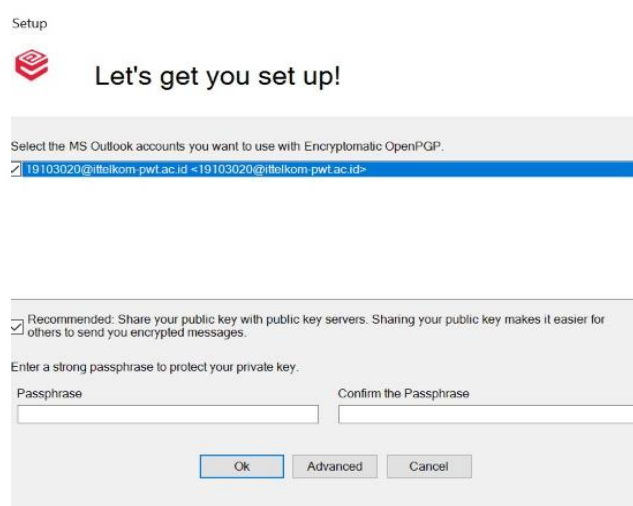 Setup
Let's get you set up!
Select the MS Outlook accounts you want to use with Encryptomatic OpenPGP.
19103020@ittelkom-pwt.ac.id <19103020@ittelkom-pwt.ac.id>
Recommended: Share your public key with public key servers. Sharing your public key makes it easier for
others to send you encrypted messages.
Enter a strong passphrase to protect your private key.
Passphrase Confirm the Passphrase
Ok Advanced Cancel